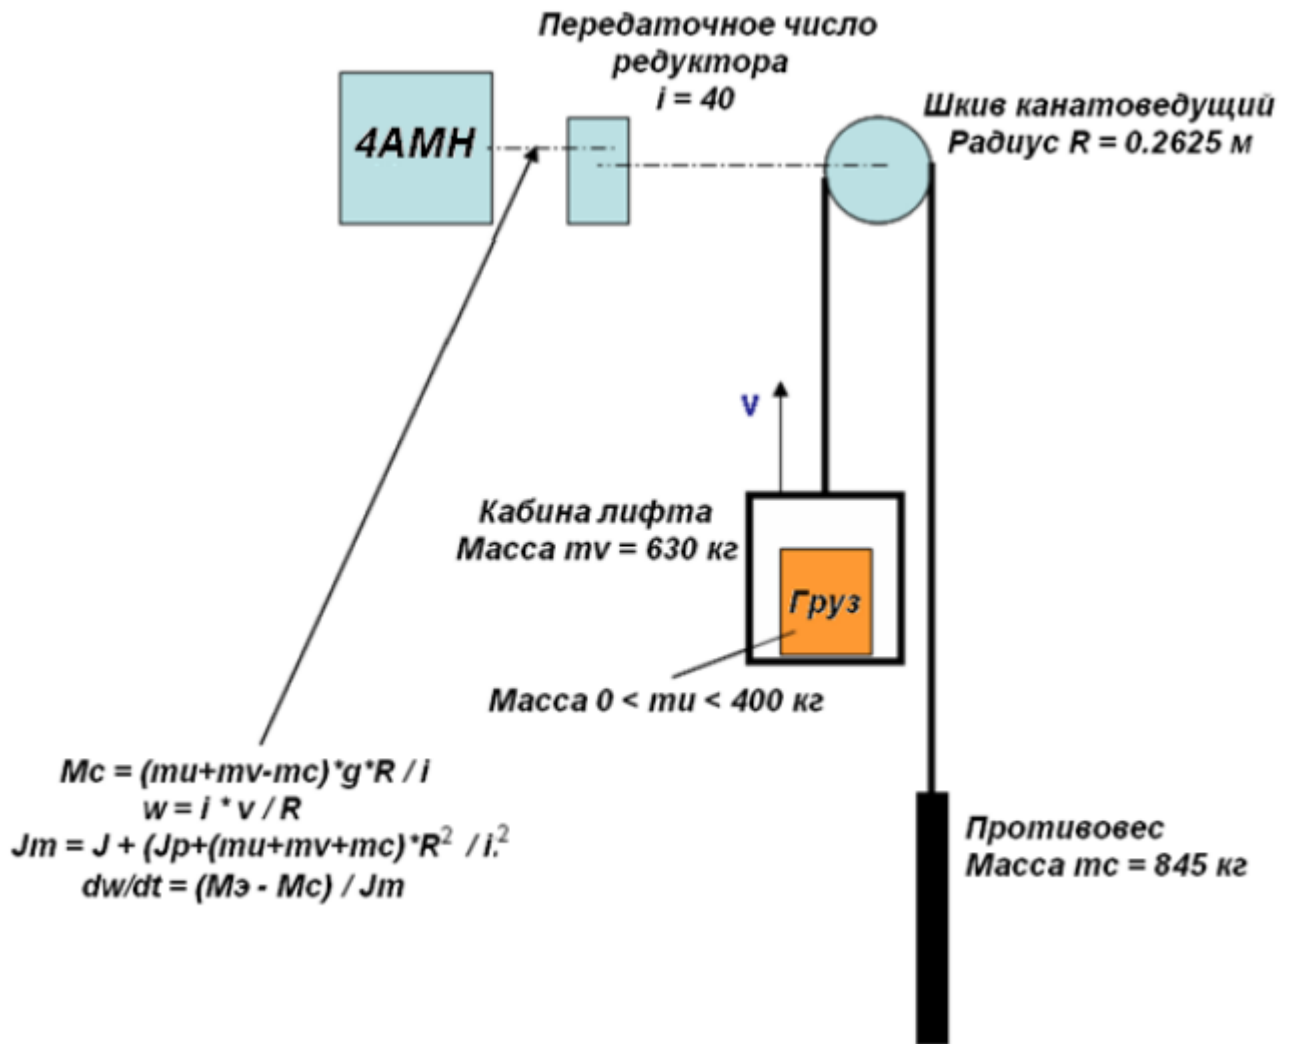 Передаточное число
редуктора
i = 40
4АМН
Шкив канатоведущий
Радиус R = 0.2625 м
V
Кабина лифта
Масса mv = 630 кг
Груз
Масса 0 < mu < 400 кг
Mc = (mu+mv-mc)*g*R / i
w = i * v / R
Jm = J + (Jp+(mu+mv+mc)*R² / i.²
dw/dt = (Мэ - Mc) / Jm
Противовес
Масса mc = 845 кг